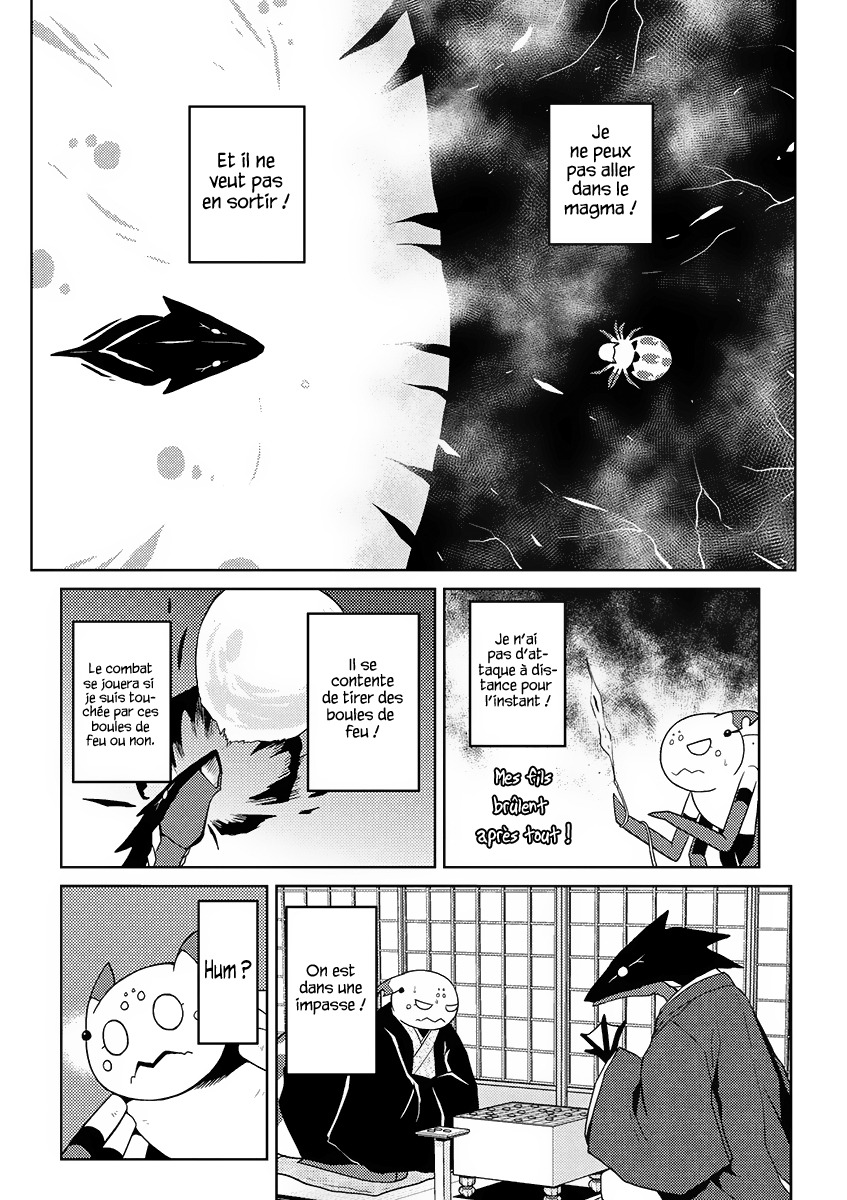 Et il ne
veut pas
en sortir !
Je
ne peux
pas aller
dans le
magma !
Le combat
se jouera si
je suis tou-
chée par ces
boules de
feu ou non.
Il se
contente
de tirer des
boules de
feu !
Je n'ai
pas d'at-
taque à dis-
tance pour
l'instant !
Mes fils
brûlent
après tout !
Hum ?
On est
dans une
impasse !